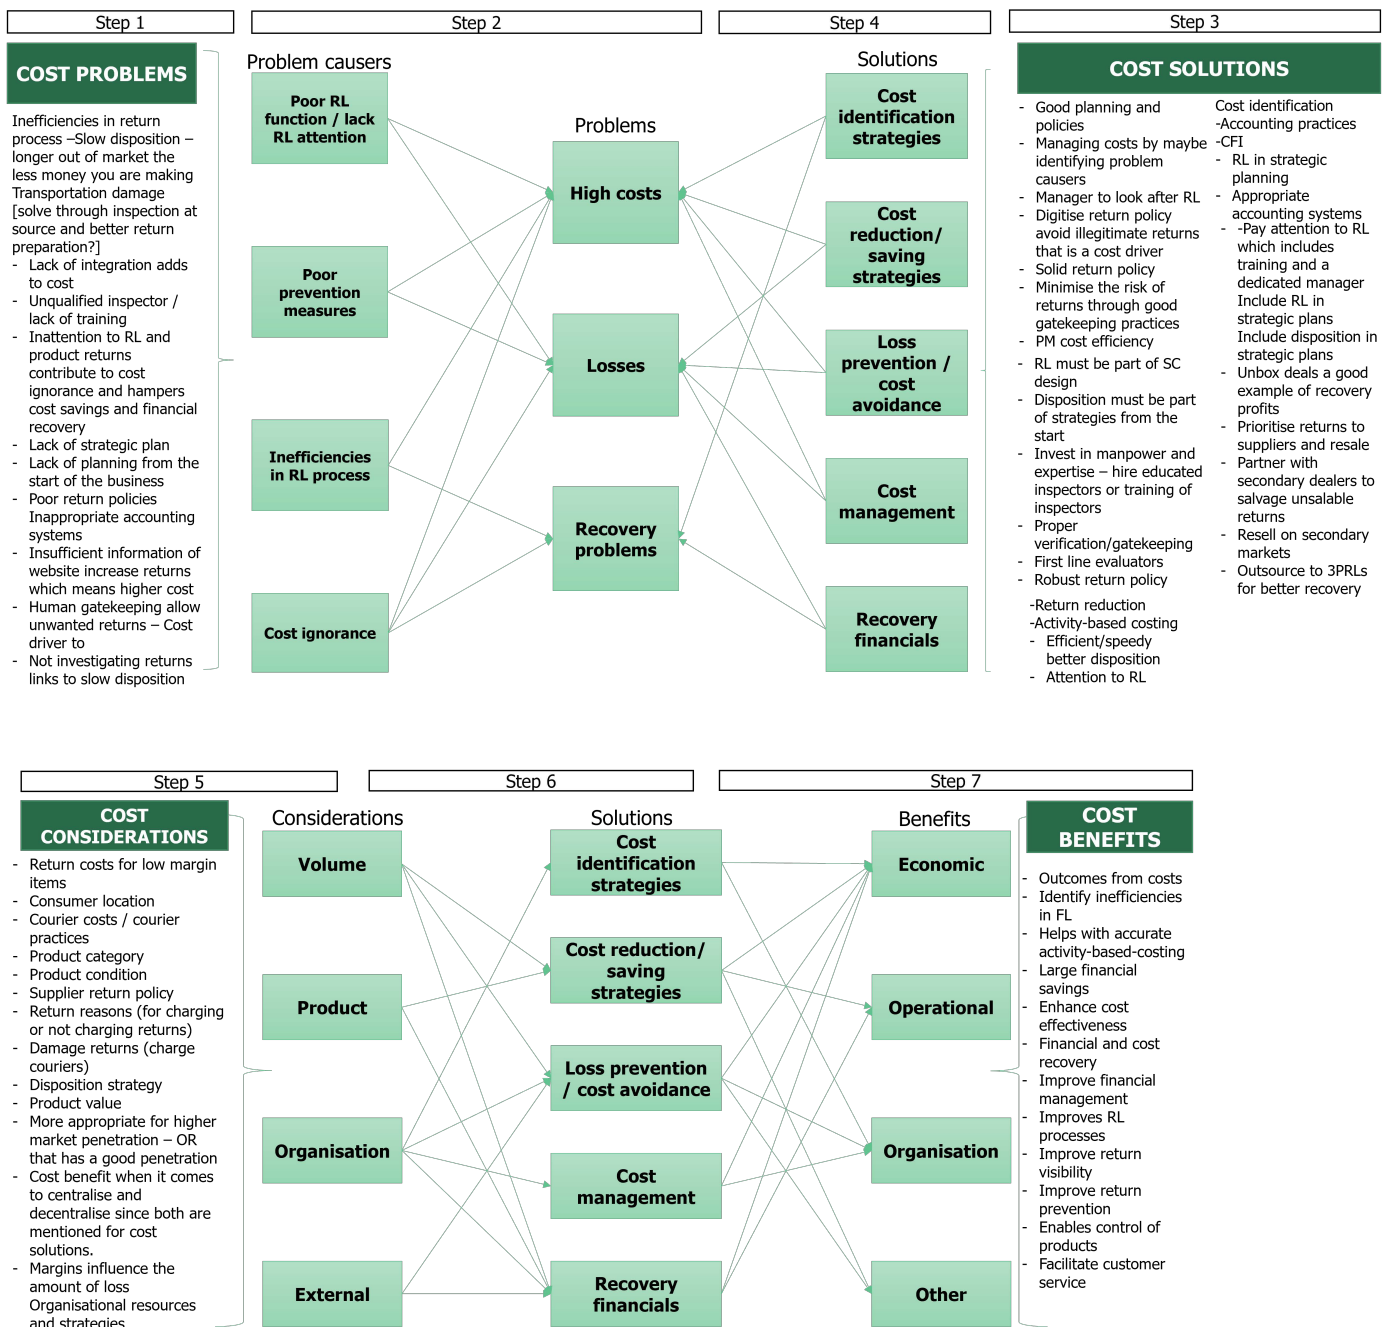 Step 1
Step 2
Step 4
Step 3
COST PROBLEMS
Inefficiencies in return
process –Slow disposition –
longer out of market the
less money you are making
Transportation damage
[solve through inspection at
source and better return
preparation?]
- Lack of integration adds
to cost
- Unqualified inspector /
lack of training
- Inattention to RL and
product returns
contribute to cost
ignorance and hampers
cost savings and financial
recovery
- Lack of strategic plan
- Lack of planning from the
start of the business
- Poor return policies
Inappropriate accounting
systems
- Insufficient information of
website increase returns
which means higher cost
- Human gatekeeping allow
unwanted returns – Cost
driver to
- Not investigating returns
links to slow disposition
Problem causers
Poor RL
function / lack
RL attention
Poor
prevention
measures
Inefficiencies
in RL process
Cost ignorance
Problems
High costs
Losses
Recovery
problems
Solutions
Cost
identification
strategies
Cost
reduction/
saving
strategies
Loss
prevention /
cost
avoidance
Cost
management
Recovery
financials
COST SOLUTIONS
- Good planning and
policies
- Managing costs by maybe
identifying problem
causers
- Manager to look after RL
- Digitise return policy
avoid illegitimate returns
that is a cost driver
- Solid return policy
- Minimise the risk of
returns through good
gatekeeping practices
- PM cost efficiency
- RL must be part of SC
design
- Disposition must be part
of strategies from the
start
- Invest in manpower and
expertise – hire educated
inspectors or training of
inspectors
- Proper
verification/gatekeeping
- First line evaluators
- Robust return policy
-Return reduction
-Activity-based costing
- Efficient/speedy
better disposition
- Attention to RL
Cost identification
-Accounting practices
-CFI
- RL in strategic
planning
- Appropriate
accounting systems
- -Pay attention to RL
which includes
training and a
dedicated manager
Include RL in
strategic plans
Include disposition in
strategic plans
- Unbox deals a good
example of recovery
profits
- Prioritise returns to
suppliers and resale
- Partner with
secondary dealers to
salvage unsalable
returns
- Resell on secondary
markets
- Outsource to 3PRLs
for better recovery
Step 5
Step 6
Step 7
COST
CONSIDERATIONS
- Return costs for low margin
items
- Consumer location
- Courier costs / courier
practices
- Product category
- Product condition
- Supplier return policy
- Return reasons (for charging
or not charging returns)
- Damage returns (charge
couriers)
- Disposition strategy
- Product value
- More appropriate for higher
market penetration – OR
that has a good penetration
- Cost benefit when it comes
to centralise and
decentralise since both are
mentioned for cost
solutions.
- Margins influence the
amount of loss
Organisational resources
and strategies
Considerations
Volume
Product
Organisation
External
Solutions
Cost
identification
strategies
Cost reduction/
saving
strategies
Loss prevention
/ cost avoidance
Cost
management
Recovery
financials
Benefits
Economic
Operational
Organisation
Other
COST
BENEFITS
- Outcomes from costs
- Identify inefficiencies
in FL
- Helps with accurate
activity-based-costing
- Large financial
savings
- Enhance cost
effectiveness
- Financial and cost
recovery
- Improve financial
management
- Improves RL
processes
- Improve return
visibility
- Improve return
prevention
- Enables control of
products
- Facilitate customer
service